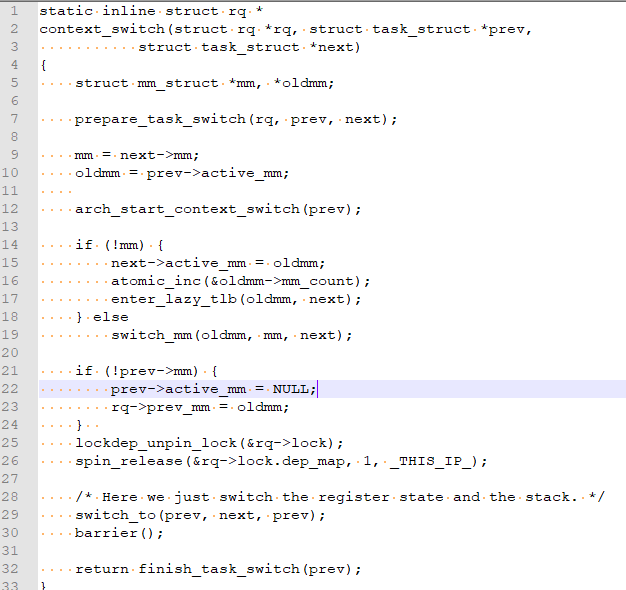 1 static inline struct rq *
2 context_switch(struct rq *rq, struct task_struct *prev,
3 struct task_struct *next)
4 {
5 struct mm_struct *mm, *oldmm;
6
7 prepare_task_switch(rq, prev, next);
8
9 mm = next->mm;
10 oldmm = prev->active_mm;
11
12 arch_start_context_switch(prev);
13
14 if (!mm) {
15 next->active_mm = oldmm;
16 atomic_inc(&oldmm->mm_count);
17 enter_lazy_tlb(oldmm, next);
18 } else
19 switch_mm(oldmm, mm, next);
20
21 if (!prev->mm) {
22 prev->active_mm = NULL;
23 rq->prev_mm = oldmm;
24 }
25 lockdep_unpin_lock(&rq->lock);
26 spin_release(&rq->lock.dep_map, 1, _THIS_IP_);
27
28 /* Here we just switch the register state and the stack. */
29 switch_to(prev, next, prev);
30 barrier();
31
32 return finish_task_switch(prev);
33 }